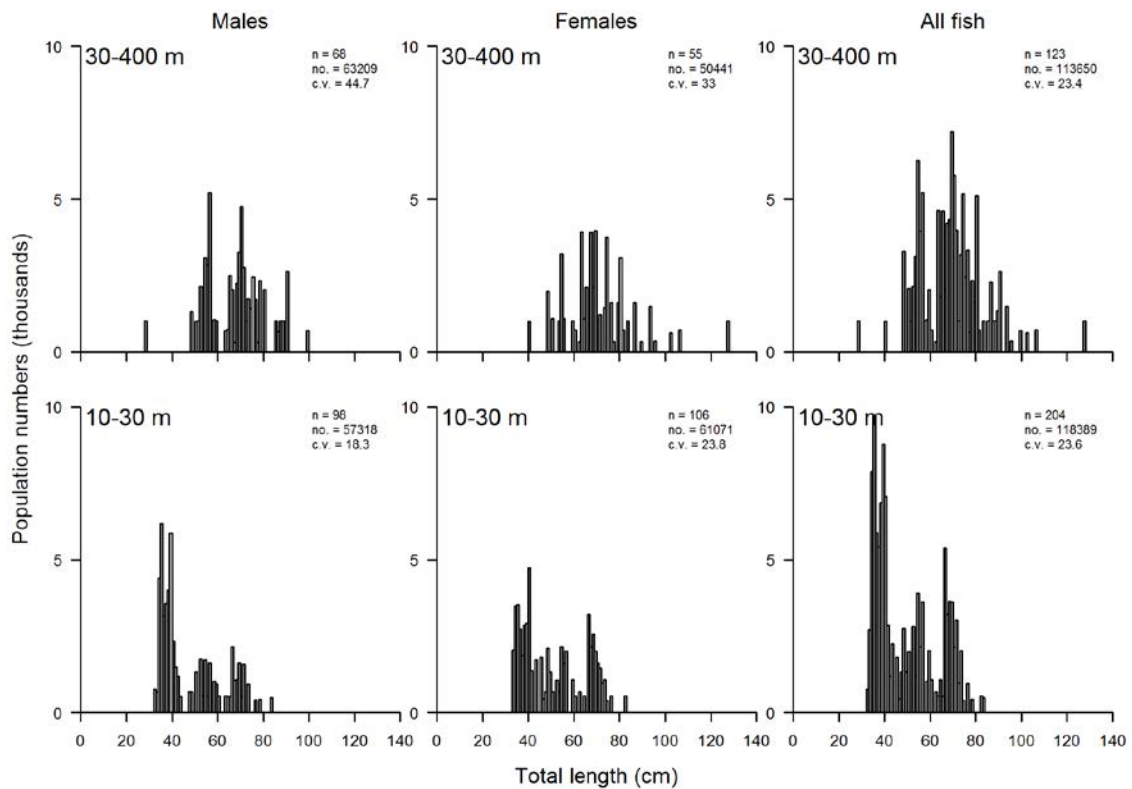 Males
Females
All fish
Population numbers (thousands)
30-400 m
n = 68
no. = 63209
c.v. = 44.7
30-400 m
n = 55
no. = 50441
c.v. = 33
30-400 m
n = 123
no. = 113650
c.v. = 23.4
10
5
0
10
5
0
10
5
0
10-30 m
n = 98
no. = 57318
c.v. = 18.3
10-30 m
n = 106
no. = 61071
c.v. = 23.8
10-30 m
n = 204
no. = 118389
c.v. = 23.6
10
5
0
10
5
0
10
5
0
0 20 40 60 80 100 120 140
0 20 40 60 80 100 120 140
0 20 40 60 80 100 120 140
Total length (cm)